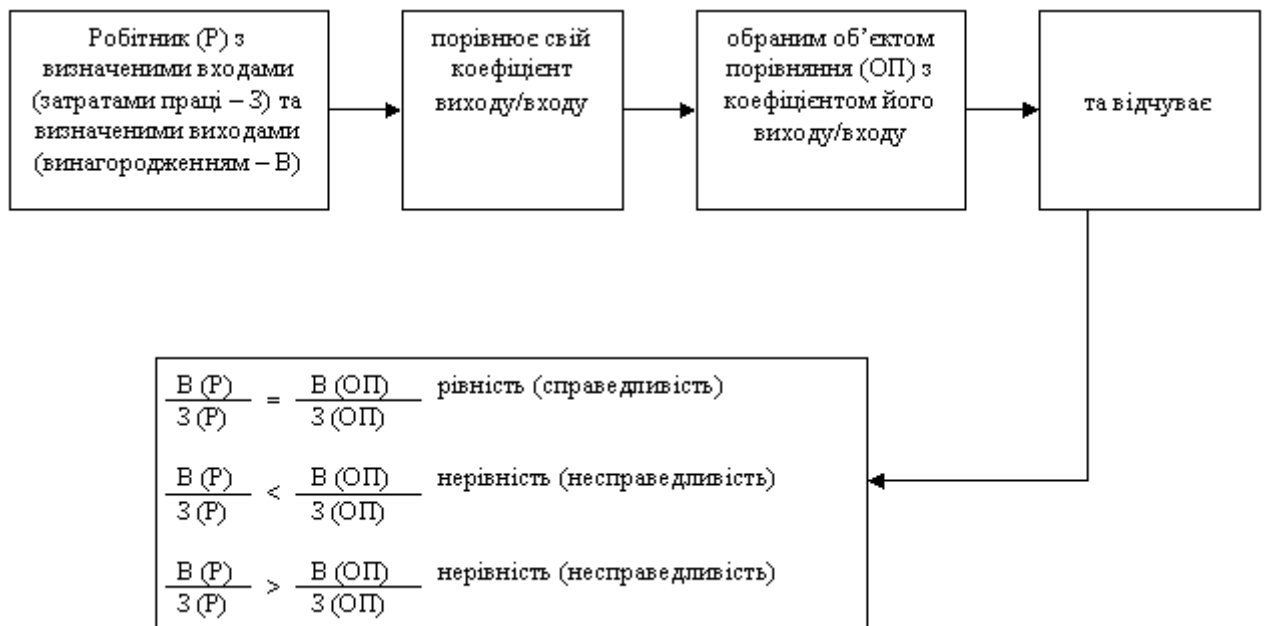 Робітник (Р) з
визначеними входами
(затратами праці – З) та
визначеними виходами
(винагородженням – В)
порівнює свій
коефіцієнт
виходу/входу
обраним об’єктом
порівняння (ОП) з
коефіцієнтом його
виходу/входу
та відчуває
В (Р) = В (ОП) рівність (справедливість)
З (Р) З (ОП)
В (Р) < В (ОП) нерівність (несправедливість)
З (Р) З (ОП)
В (Р) > В (ОП) нерівність (несправедливість)
З (Р) З (ОП)